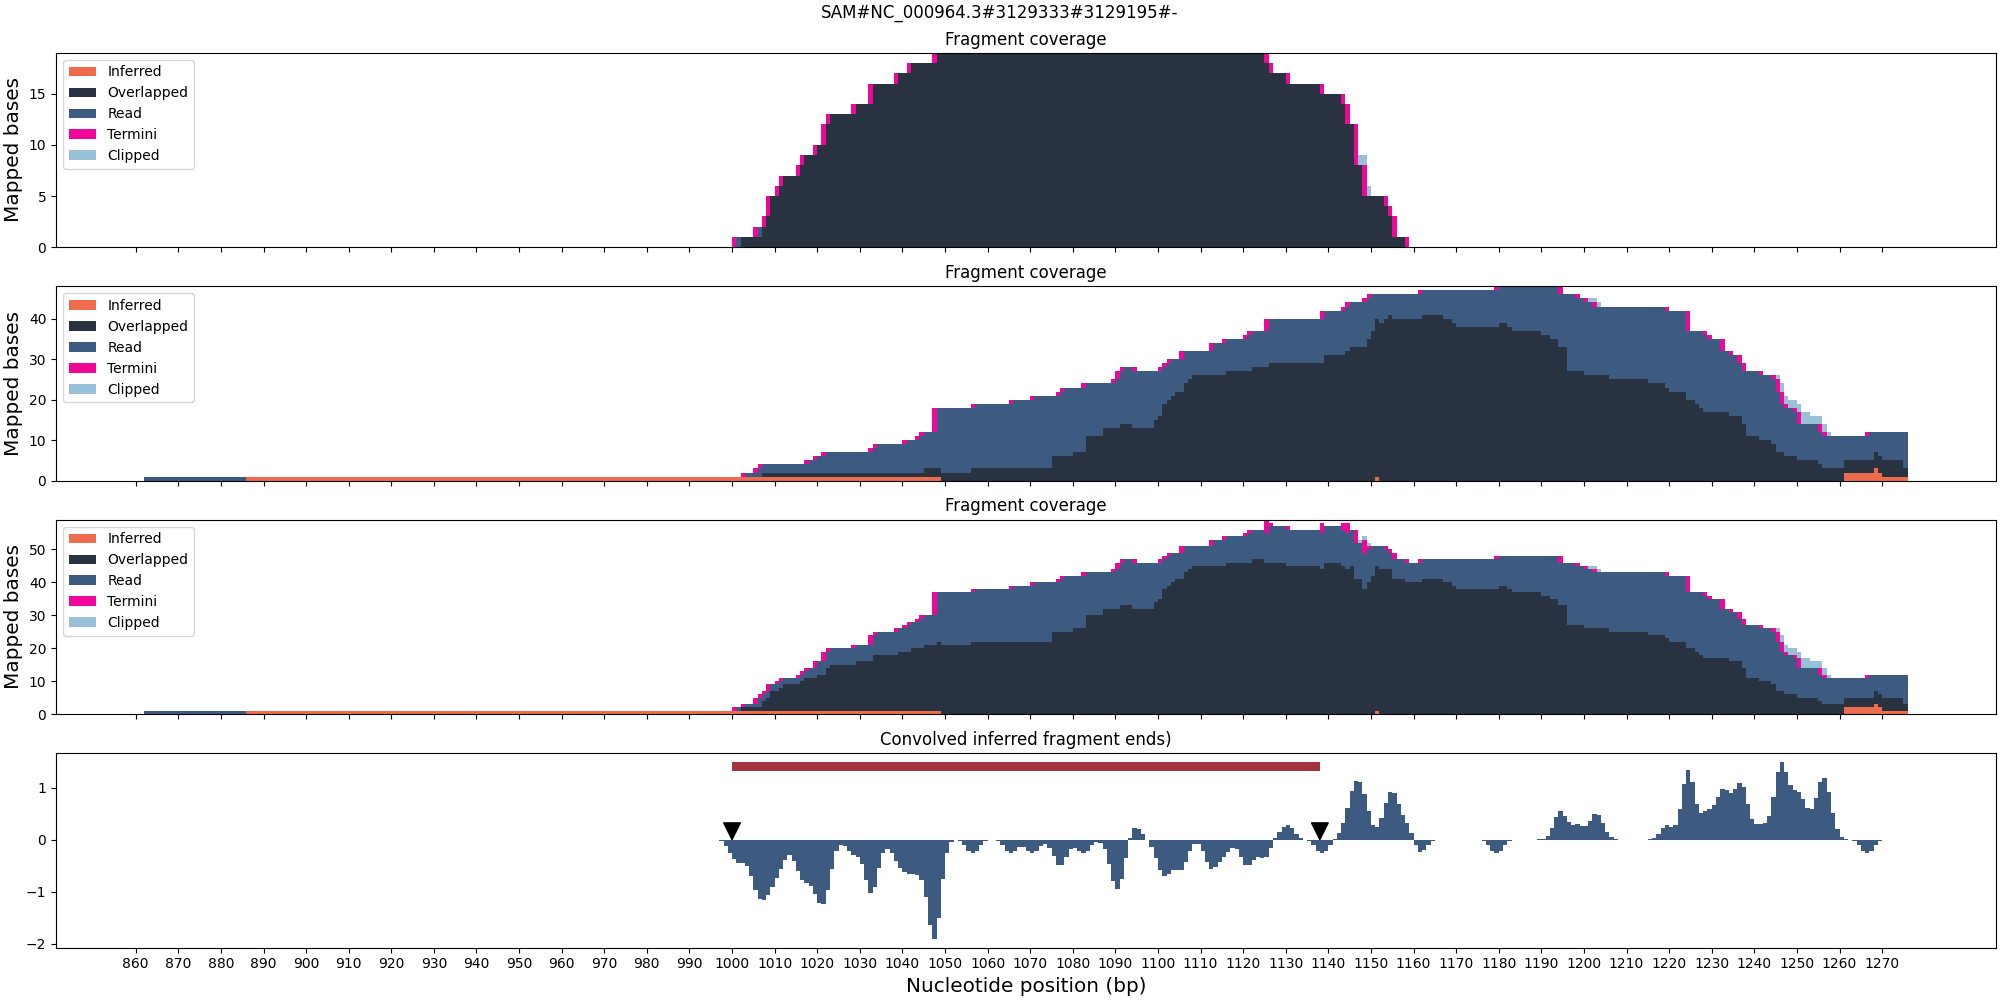 SAM#NC_000964.3#3129333#3129195#-
Fragment coverage
Mapped bases
15
10
5
0
Inferred
Overlapped
Read
Termini
Clipped
Fragment coverage
Mapped bases
40
30
20
10
0
Inferred
Overlapped
Read
Termini
Clipped
Fragment coverage
Mapped bases
50
40
30
20
10
0
Inferred
Overlapped
Read
Termini
Clipped
Convolved inferred fragment ends)
1
0
−1
−2
860 870 880 890 900 910 920 930 940 950 960 970 980 990 1000 1010 1020 1030 1040 1050 1060 1070 1080 1090 1100 1110 1120 1130 1140 1150 1160 1170 1180 1190 1200 1210 1220 1230 1240 1250 1260 1270
Nucleotide position (bp)